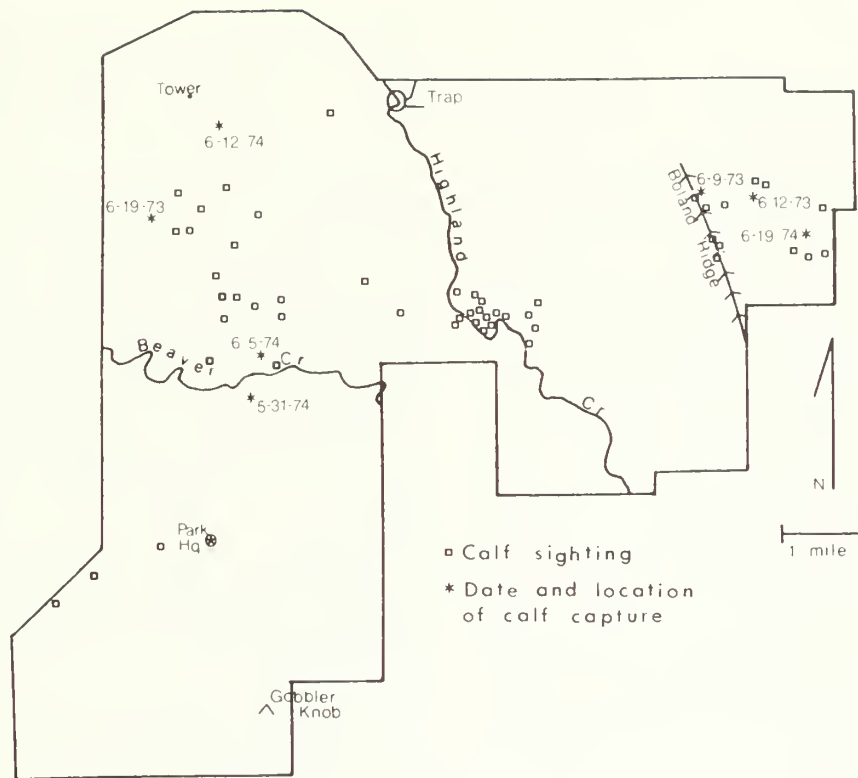 Tower
6-12 74
Trap
Highland
6-19-73
6-9-73
6 12-73
6-19 74
Boland Ridge
Beaver Cr
6 5-74
5-31-74
Cr
N
1 mile
Park
Hq
Calf sighting
* Date and location
of calf capture
Gobbler
Knob